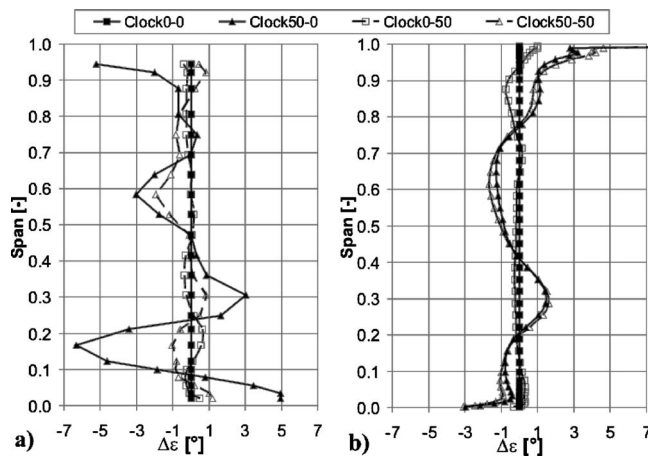 Clock0-0 Clock50-0 Clock0-50 Clock50-50
1.0 1.0
0.9 0.9
0.8 0.8
0.7 0.7
0.6 0.6
Span [-] Span [-]
0.5 0.5
0.4 0.4
0.3 0.3
0.2 0.2
0.1 0.1
0.0 0.0
-7 -5 -3 -1 1 3 5 7 -7 -5 -3 -1 1 3 5 7
a) Δε [°] b) Δε [°]